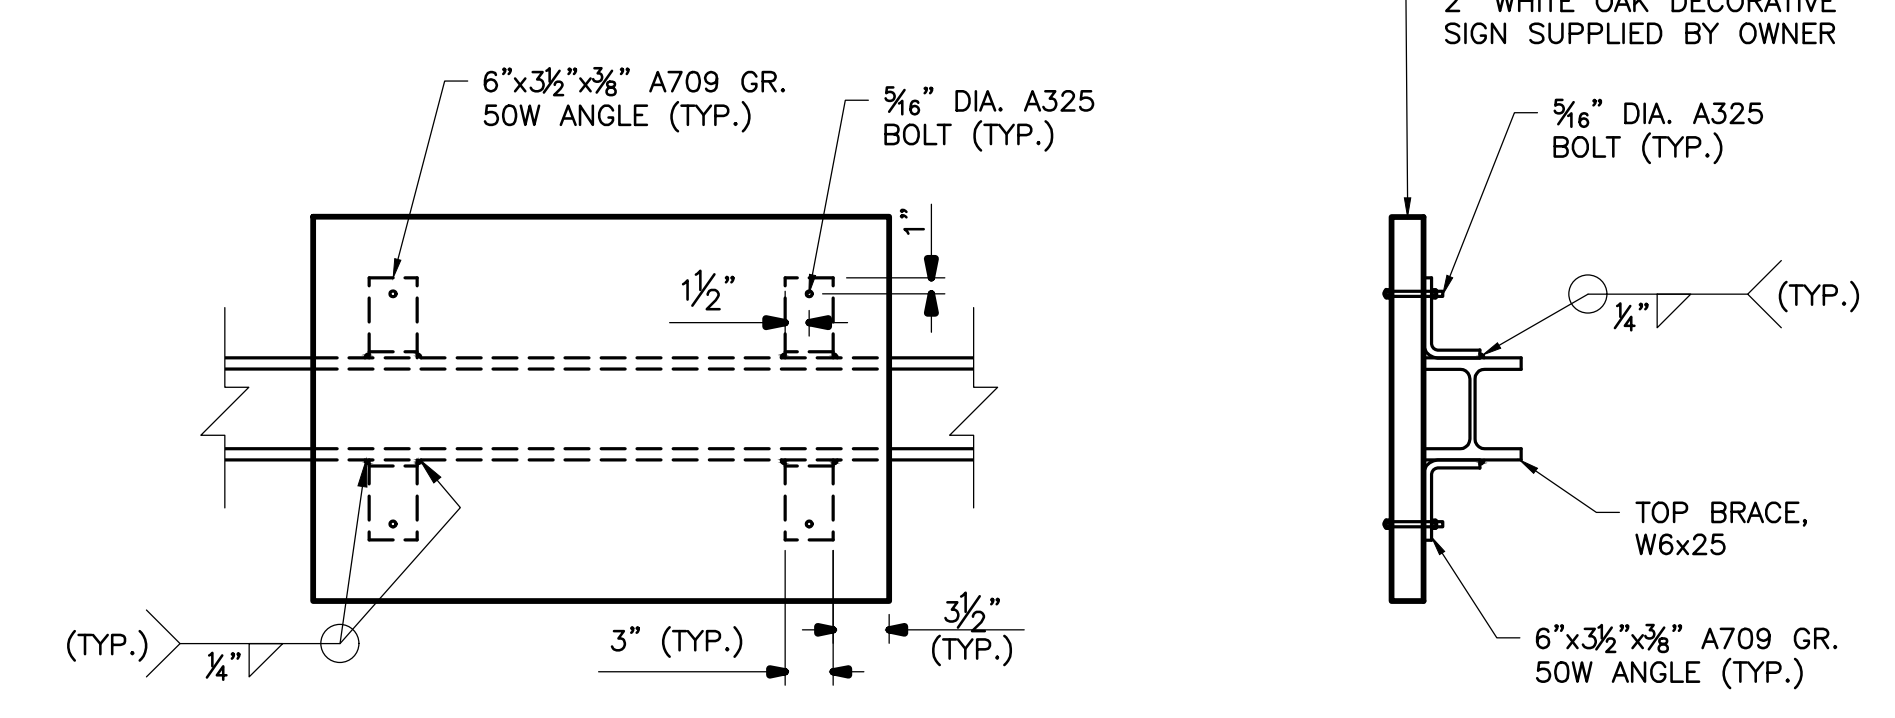 2" WHITE OAK DECORATIVE
SIGN SUPPLIED BY OWNER
6"x3½"x⅜" A709 GR.
50W ANGLE (TYP.)
5/16" DIA. A325
BOLT (TYP.)
5/16" DIA. A325
BOLT (TYP.)
1"
1½"
¼"
(TYP.)
TOP BRACE,
W6x25
(TYP.)
¼"
3" (TYP.)
3½"
(TYP.)
6"x3½"x⅜" A709 GR.
50W ANGLE (TYP.)